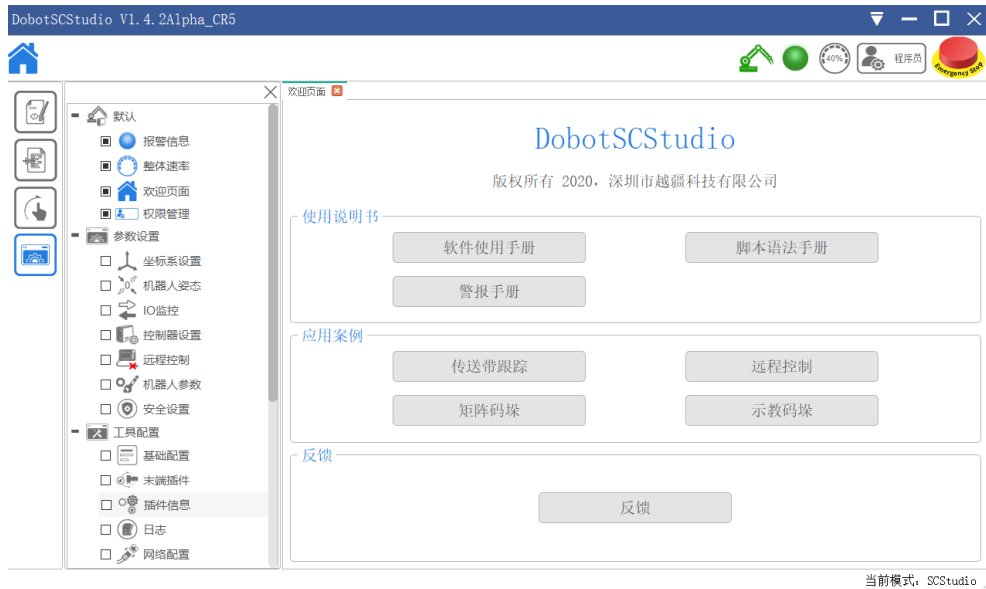 DobotSCStudio V1.4.2Alpha_CR5
40%
程序员
Emergency Stop
欢迎页面
默认
报警信息
整体速率
欢迎页面
权限管理
参数设置
坐标系设置
机器人姿态
IO监控
控制器设置
远程控制
机器人参数
安全设置
工具配置
基础配置
末端插件
插件信息
日志
网络配置
DobotSCStudio
版权所有 2020，深圳市越疆科技有限公司
使用说明书
软件使用手册
脚本语法手册
警报手册
应用案例
传送带跟踪
远程控制
矩阵码垛
示教码垛
反馈
反馈
当前模式：SCStudio